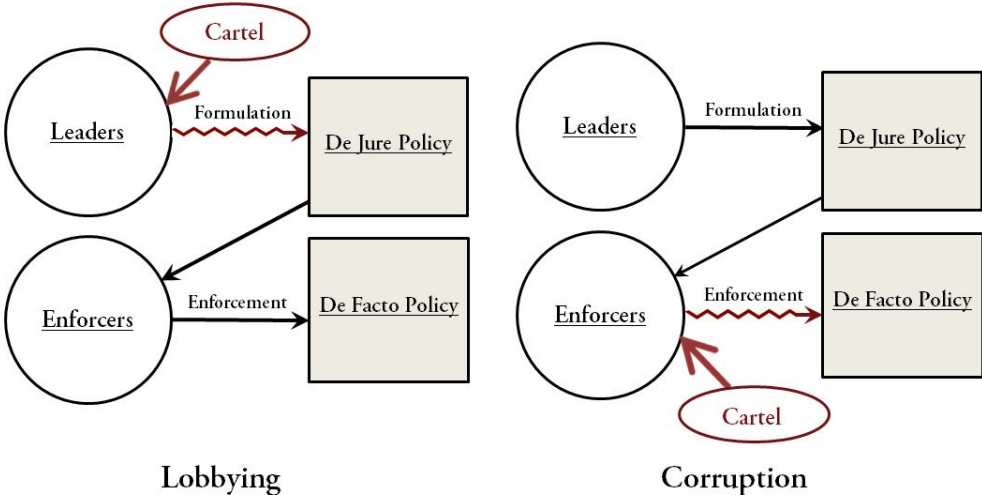 Cartel
Leaders
Formulation
De Jure Policy
Enforcers
Enforcement
De Facto Policy
Lobbying
Leaders
Formulation
De Jure Policy
Enforcers
Enforcement
De Facto Policy
Cartel
Corruption